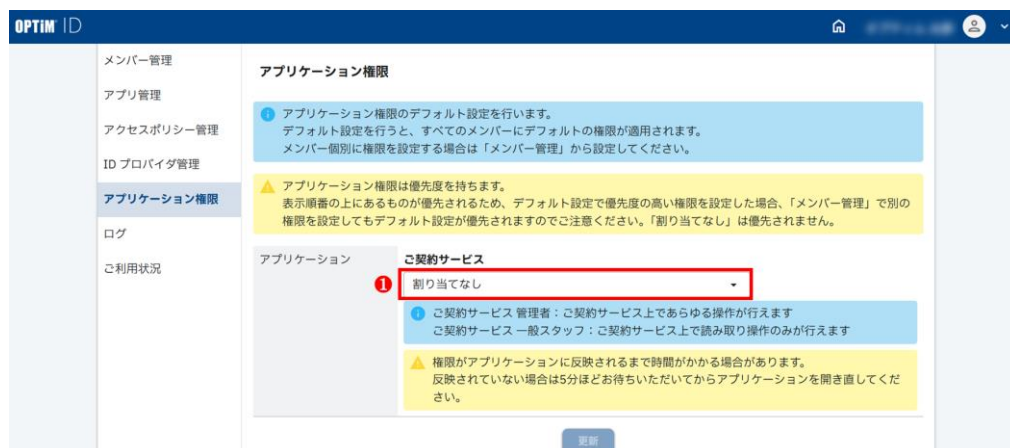 OPTiM ID
メンバー管理
アプリ管理
アクセスポリシー管理
ID プロバイダ管理
アプリケーション権限
ログ
ご利用状況
アプリケーション権限
アプリケーション権限のデフォルト設定を行います。
デフォルト設定を行うと、すべてのメンバーにデフォルトの権限が適用されます。
メンバー個別に権限を設定する場合は「メンバー管理」から設定してください。
アプリケーション権限は優先度を持ちます。
表示順番の上にあるものが優先されるため、デフォルト設定で優先度の高い権限を設定した場合、「メンバー管理」で別の
権限を設定してもデフォルト設定が優先されますのでご注意ください。「割り当てなし」は優先されません。
アプリケーション
ご契約サービス
❶ 割り当てなし
ご契約サービス 管理者：ご契約サービス上であらゆる操作が行えます
ご契約サービス 一般スタッフ：ご契約サービス上で読み取り操作のみが行えます
権限がアプリケーションに反映されるまで時間がかかる場合があります。
反映されていない場合は5分ほどお待ちいただいてからアプリケーションを開き直してくだ
さい。
更新